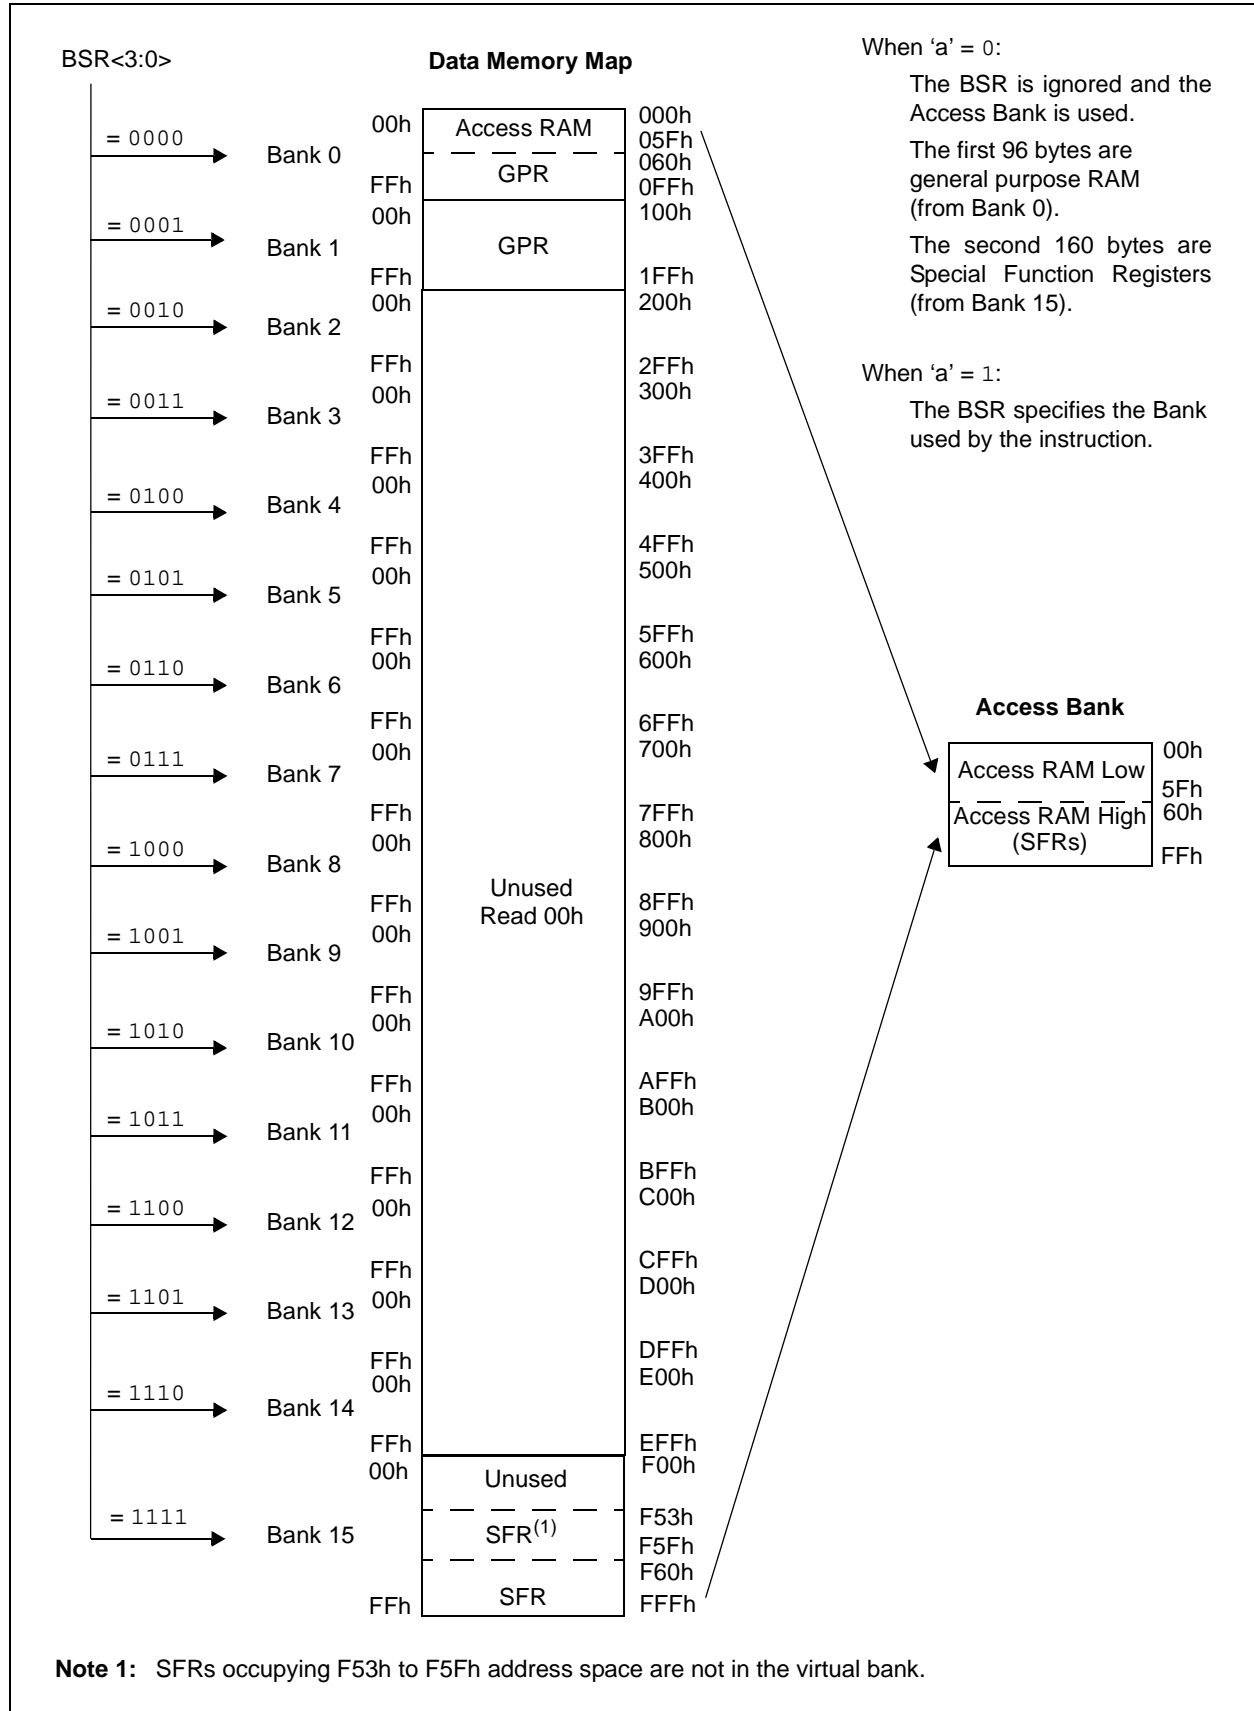 BSR<3:0>
Data Memory Map
When ‘a’ = 0:
The BSR is ignored and the
Access Bank is used.
The first 96 bytes are
general purpose RAM
(from Bank 0).
The second 160 bytes are
Special Function Registers
(from Bank 15).
When ‘a’ = 1:
The BSR specifies the Bank
used by the instruction.
= 0000
Bank 0
00h
Access RAM
000h
05Fh
060h
GPR
FFh
0FFh
= 0001
Bank 1
00h
100h
GPR
FFh
1FFh
= 0010
Bank 2
00h
200h
FFh
2FFh
= 0011
Bank 3
00h
300h
FFh
3FFh
= 0100
Bank 4
00h
400h
FFh
4FFh
= 0101
Bank 5
00h
500h
FFh
5FFh
= 0110
Bank 6
00h
600h
FFh
6FFh
= 0111
Bank 7
00h
700h
FFh
7FFh
= 1000
Bank 8
00h
800h
Unused
Read 00h
FFh
8FFh
= 1001
Bank 9
00h
900h
FFh
9FFh
= 1010
Bank 10
00h
A00h
FFh
AFFh
= 1011
Bank 11
00h
B00h
FFh
BFFh
= 1100
Bank 12
00h
C00h
FFh
CFFh
= 1101
Bank 13
00h
D00h
FFh
DFFh
= 1110
Bank 14
00h
E00h
FFh
EFFh
= 1111
Bank 15
00h
F00h
Unused
F53h
SFR(1)
F5Fh
F60h
SFR
FFh
FFFh
Access Bank
Access RAM Low
00h
5Fh
Access RAM High
(SFRs)
60h
FFh
Note 1: SFRs occupying F53h to F5Fh address space are not in the virtual bank.